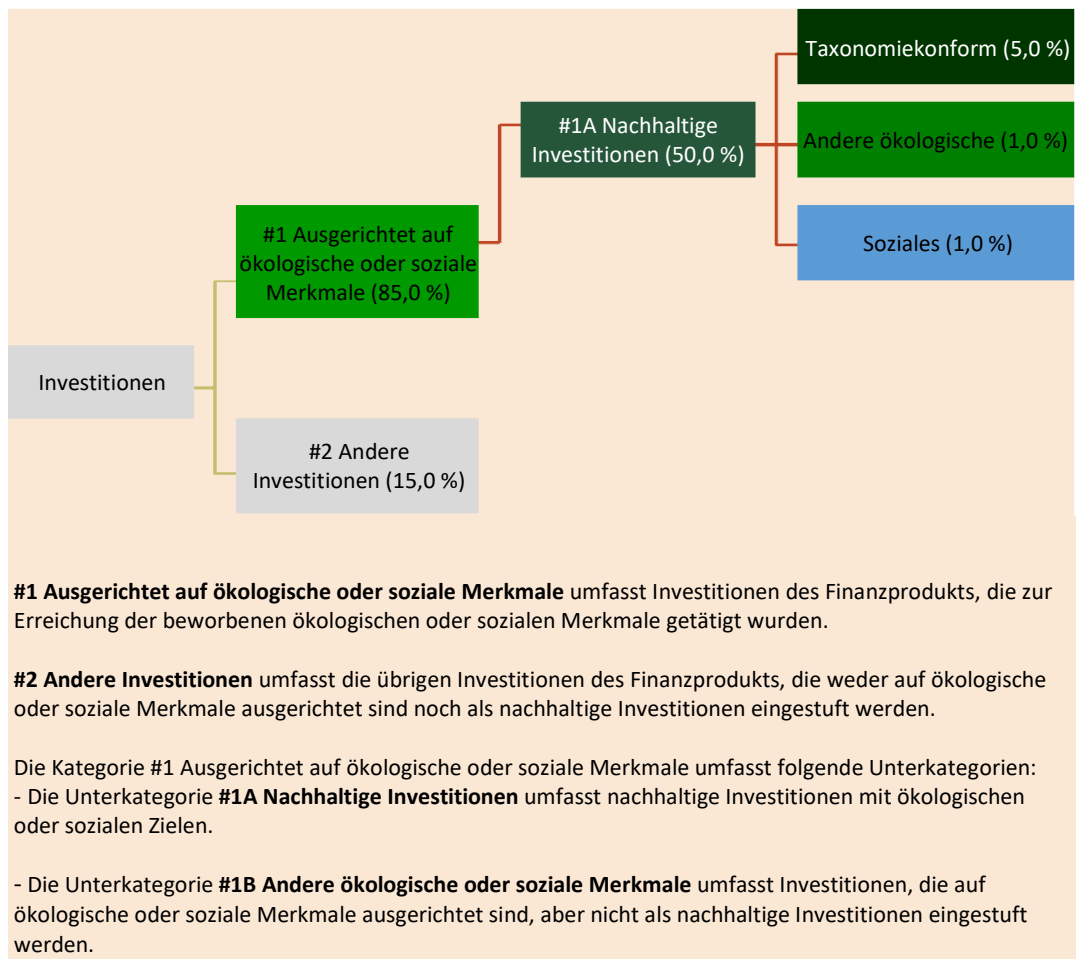 Taxonomiekonform (5,0 %)
#1A Nachhaltige
Investitionen (50,0 %)
Andere ökologische (1,0 %)
#1 Ausgerichtet auf
ökologische oder soziale
Merkmale (85,0 %)
Soziales (1,0 %)
Investitionen
#2 Andere
Investitionen (15,0 %)
#1 Ausgerichtet auf ökologische oder soziale Merkmale umfasst Investitionen des Finanzprodukts, die zur
Erreichung der beworbenen ökologischen oder sozialen Merkmale getätigt wurden.
#2 Andere Investitionen umfasst die übrigen Investitionen des Finanzprodukts, die weder auf ökologische
oder soziale Merkmale ausgerichtet sind noch als nachhaltige Investitionen eingestuft werden.
Die Kategorie #1 Ausgerichtet auf ökologische oder soziale Merkmale umfasst folgende Unterkategorien:
- Die Unterkategorie #1A Nachhaltige Investitionen umfasst nachhaltige Investitionen mit ökologischen
oder sozialen Zielen.
- Die Unterkategorie #1B Andere ökologische oder soziale Merkmale umfasst Investitionen, die auf
ökologische oder soziale Merkmale ausgerichtet sind, aber nicht als nachhaltige Investitionen eingestuft
werden.